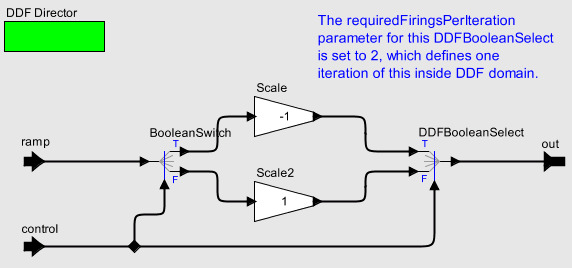 DDF Director
The requiredFiringsPerIteration
parameter for this DDFBooleanSelect
is set to 2, which defines one
iteration of this inside DDF domain.
Scale
-1
ramp
BooleanSwitch
T
F
DDFBooleanSelect
T
F
out
Scale2
1
control